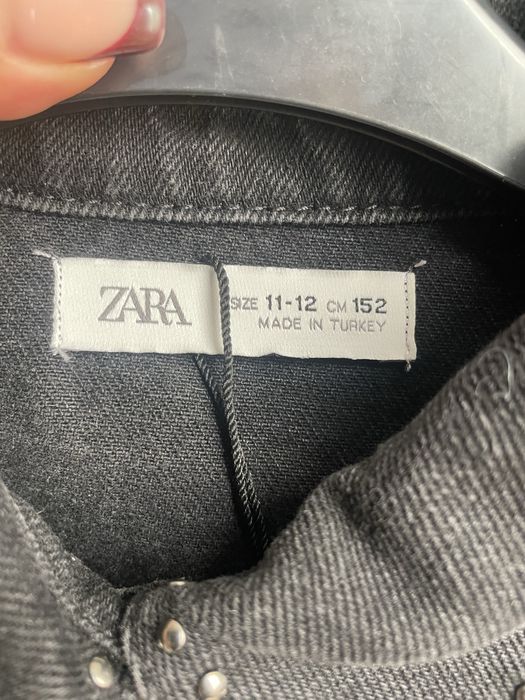 ZARA
SIZE 11-12 CM 152
MADE IN TURKEY